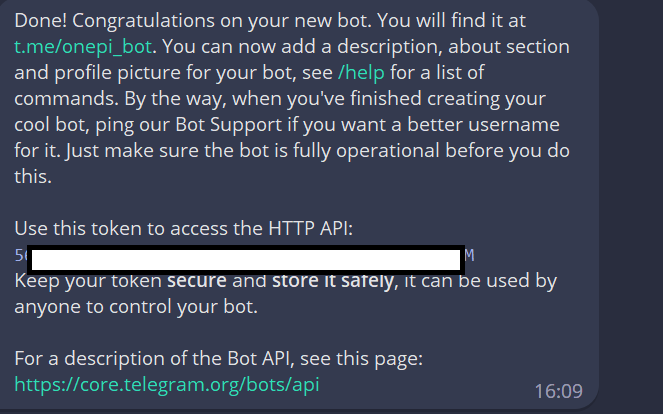 Done! Congratulations on your new bot. You will find it at
t.me/onepi_bot. You can now add a description, about section
and profile picture for your bot, see /help for a list of
commands. By the way, when you've finished creating your
cool bot, ping our Bot Support if you want a better username
for it. Just make sure the bot is fully operational before you do
this.
Use this token to access the HTTP API:
Keep your token secure and store it safely, it can be used by
anyone to control your bot.
For a description of the Bot API, see this page:
https://core.telegram.org/bots/api
16:09